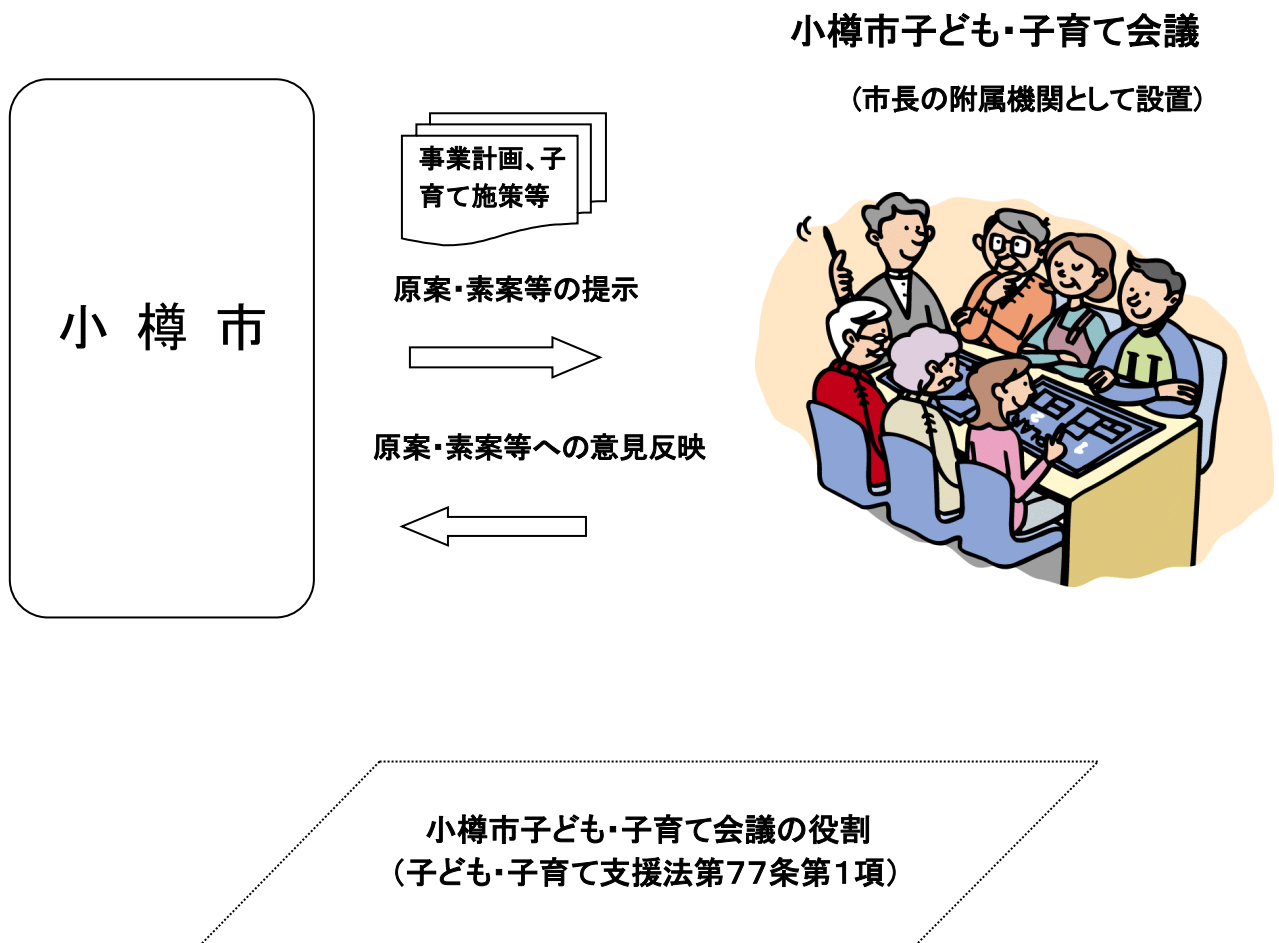 小樽市子ども・子育て会議
（市長の附属機関として設置）
事業計画、子
育て施策等
原案・素案等の提示
小 樽 市
原案・素案等への意見反映
PLAN
小樽市子ども・子育て会議の役割
（子ども・子育て支援法第７７条第１項）